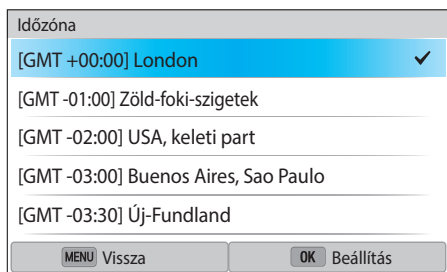 Időzóna
[GMT +00:00] London
[GMT -01:00] Zöld-foki-szigetek
[GMT -02:00] USA, keleti part
[GMT -03:00] Buenos Aires, Sao Paulo
[GMT -03:30] Új-Fundland
MENU Vissza OK Beállítás